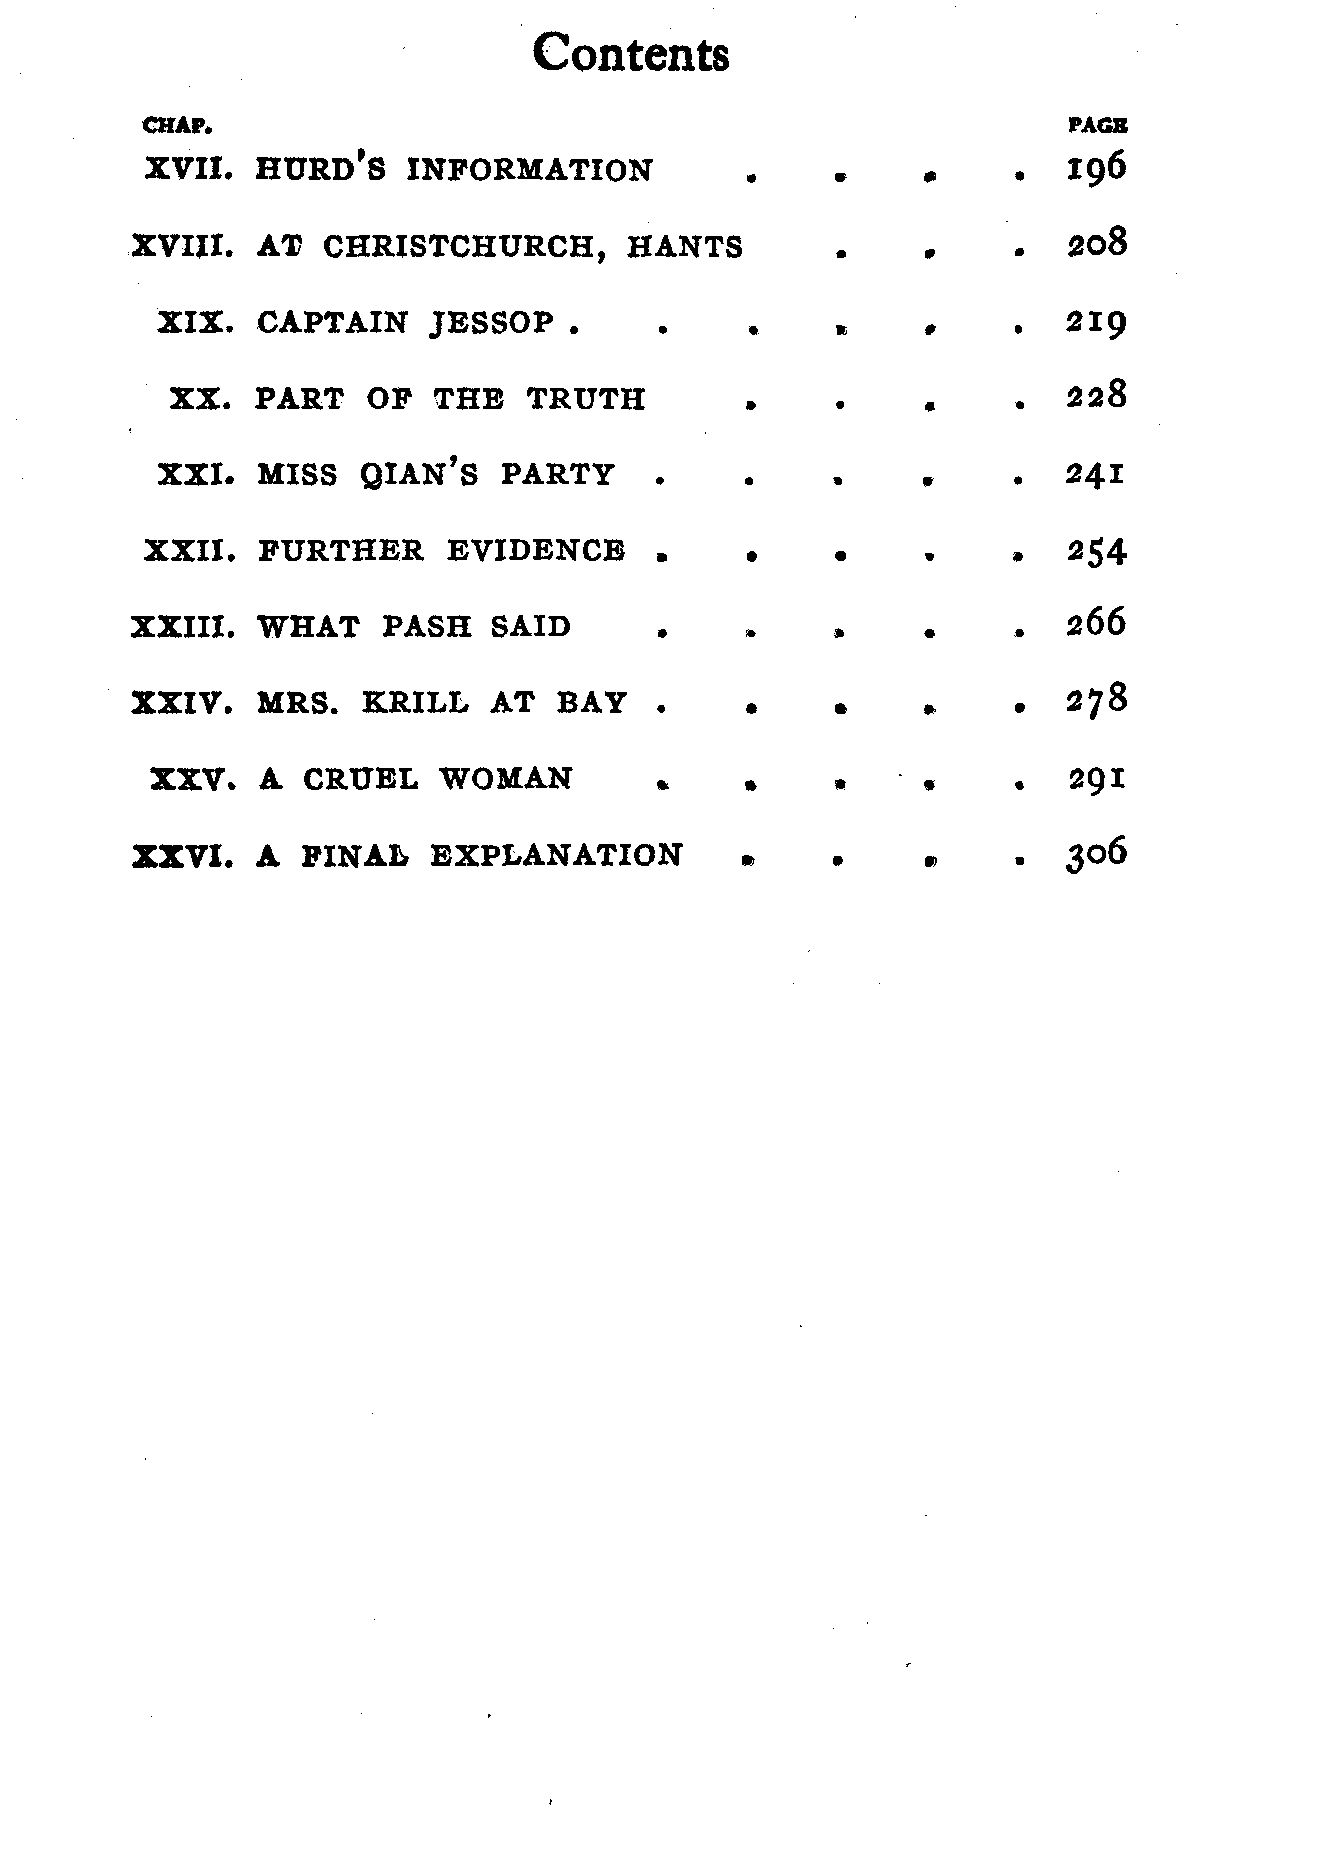 Contents
CHAP. PAGE
XVII. HURD'S INFORMATION . . . . 196
XVIII. AT CHRISTCHURCH, HANTS . . . 208
XIX. CAPTAIN JESSOP . . . . . . 219
XX. PART OF THE TRUTH . . . . 228
XXI. MISS QIAN'S PARTY . . . . . 241
XXII. FURTHER EVIDENCE . . . . . 254
XXIII. WHAT PASH SAID . . . . . 266
XXIV. MRS. KRILL AT BAY . . . . . 278
XXV. A CRUEL WOMAN . . . . . 291
XXVI. A FINAL EXPLANATION . . . . 306